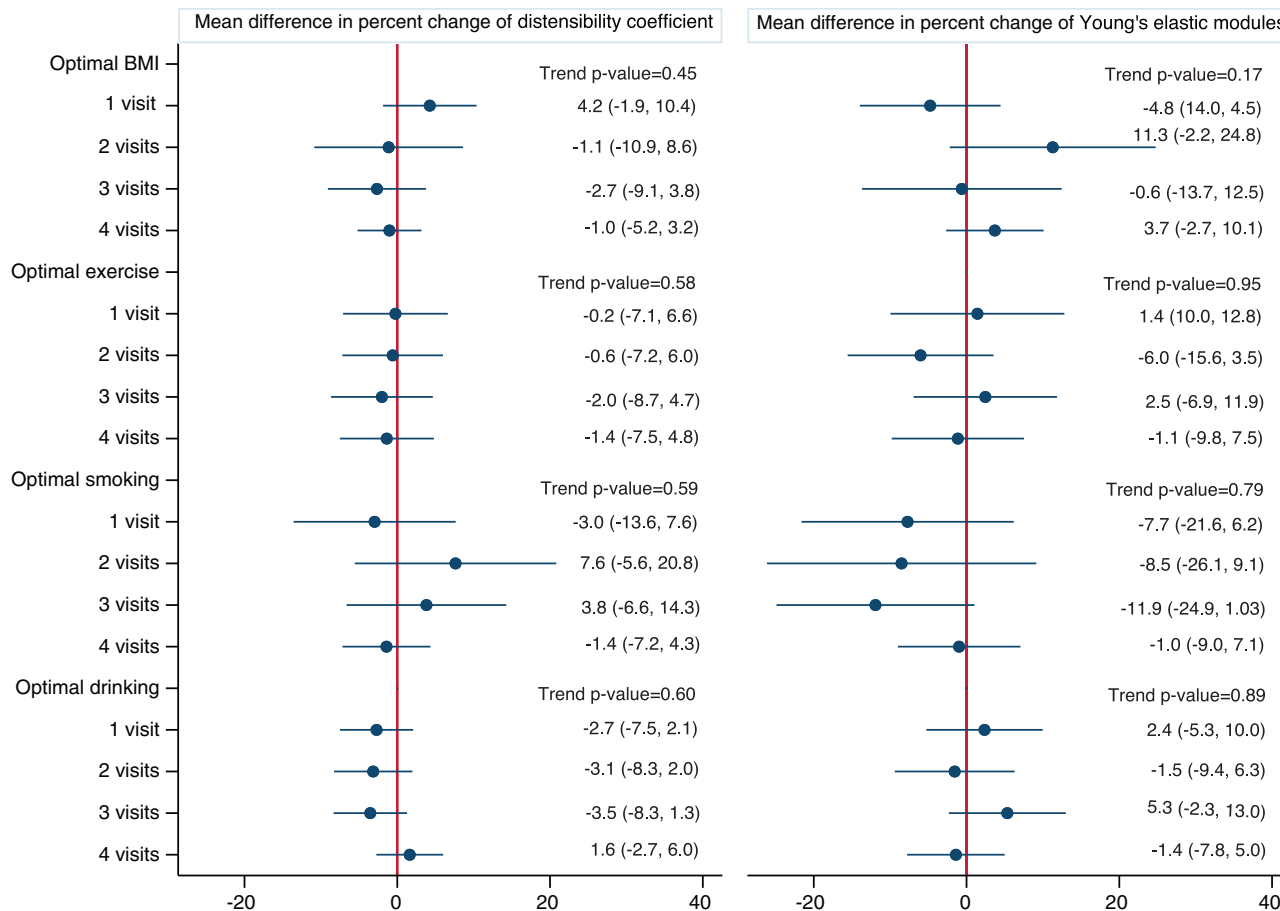 Mean difference in percent change of distensibility coefficient Mean difference in percent change of Young's elastic modules
Optimal BMI Trend p-value=0.45 Trend p-value=0.17
1 visit 4.2 (-1.9, 10.4) -4.8 (14.0, 4.5)
2 visits -1.1 (-10.9, 8.6) 11.3 (-2.2, 24.8)
3 visits -2.7 (-9.1, 3.8) -0.6 (-13.7, 12.5)
4 visits -1.0 (-5.2, 3.2) 3.7 (-2.7, 10.1)
Optimal exercise Trend p-value=0.58 Trend p-value=0.95
1 visit -0.2 (-7.1, 6.6) 1.4 (10.0, 12.8)
2 visits -0.6 (-7.2, 6.0) -6.0 (-15.6, 3.5)
3 visits -2.0 (-8.7, 4.7) 2.5 (-6.9, 11.9)
4 visits -1.4 (-7.5, 4.8) -1.1 (-9.8, 7.5)
Optimal smoking Trend p-value=0.59 Trend p-value=0.79
1 visit -3.0 (-13.6, 7.6) -7.7 (-21.6, 6.2)
2 visits 7.6 (-5.6, 20.8) -8.5 (-26.1, 9.1)
3 visits 3.8 (-6.6, 14.3) -11.9 (-24.9, 1.03)
4 visits -1.4 (-7.2, 4.3) -1.0 (-9.0, 7.1)
Optimal drinking Trend p-value=0.60 Trend p-value=0.89
1 visit -2.7 (-7.5, 2.1) 2.4 (-5.3, 10.0)
2 visits -3.1 (-8.3, 2.0) -1.5 (-9.4, 6.3)
3 visits -3.5 (-8.3, 1.3) 5.3 (-2.3, 13.0)
4 visits 1.6 (-2.7, 6.0) -1.4 (-7.8, 5.0)
-20 0 20 40 -20 0 20 40